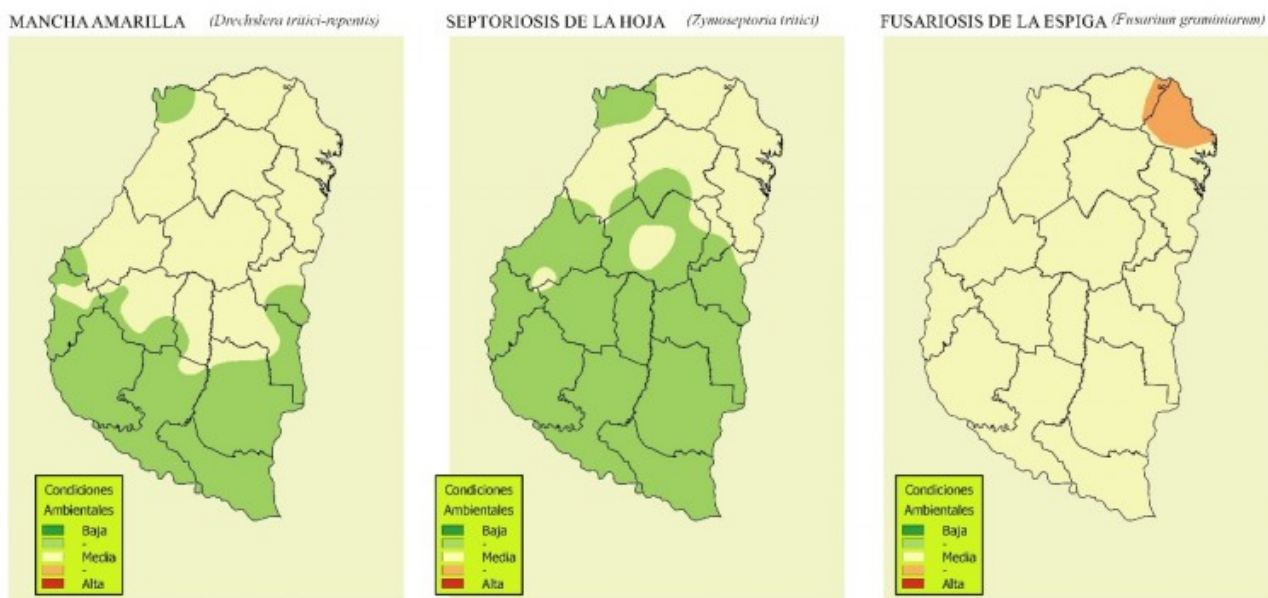 MANCHA AMARILLA (Drechslera tritici-repentis)
SEPTORIOSIS DE LA HOJA (Zymoseptoria tritici)
FUSARIOSIS DE LA ESPIGA (Fusarium graminiarum)
Condiciones
Ambientales
Baja
-
Media
-
Alta
Condiciones
Ambientales
Baja
-
Media
-
Alta
Condiciones
Ambientales
Baja
-
Media
-
Alta